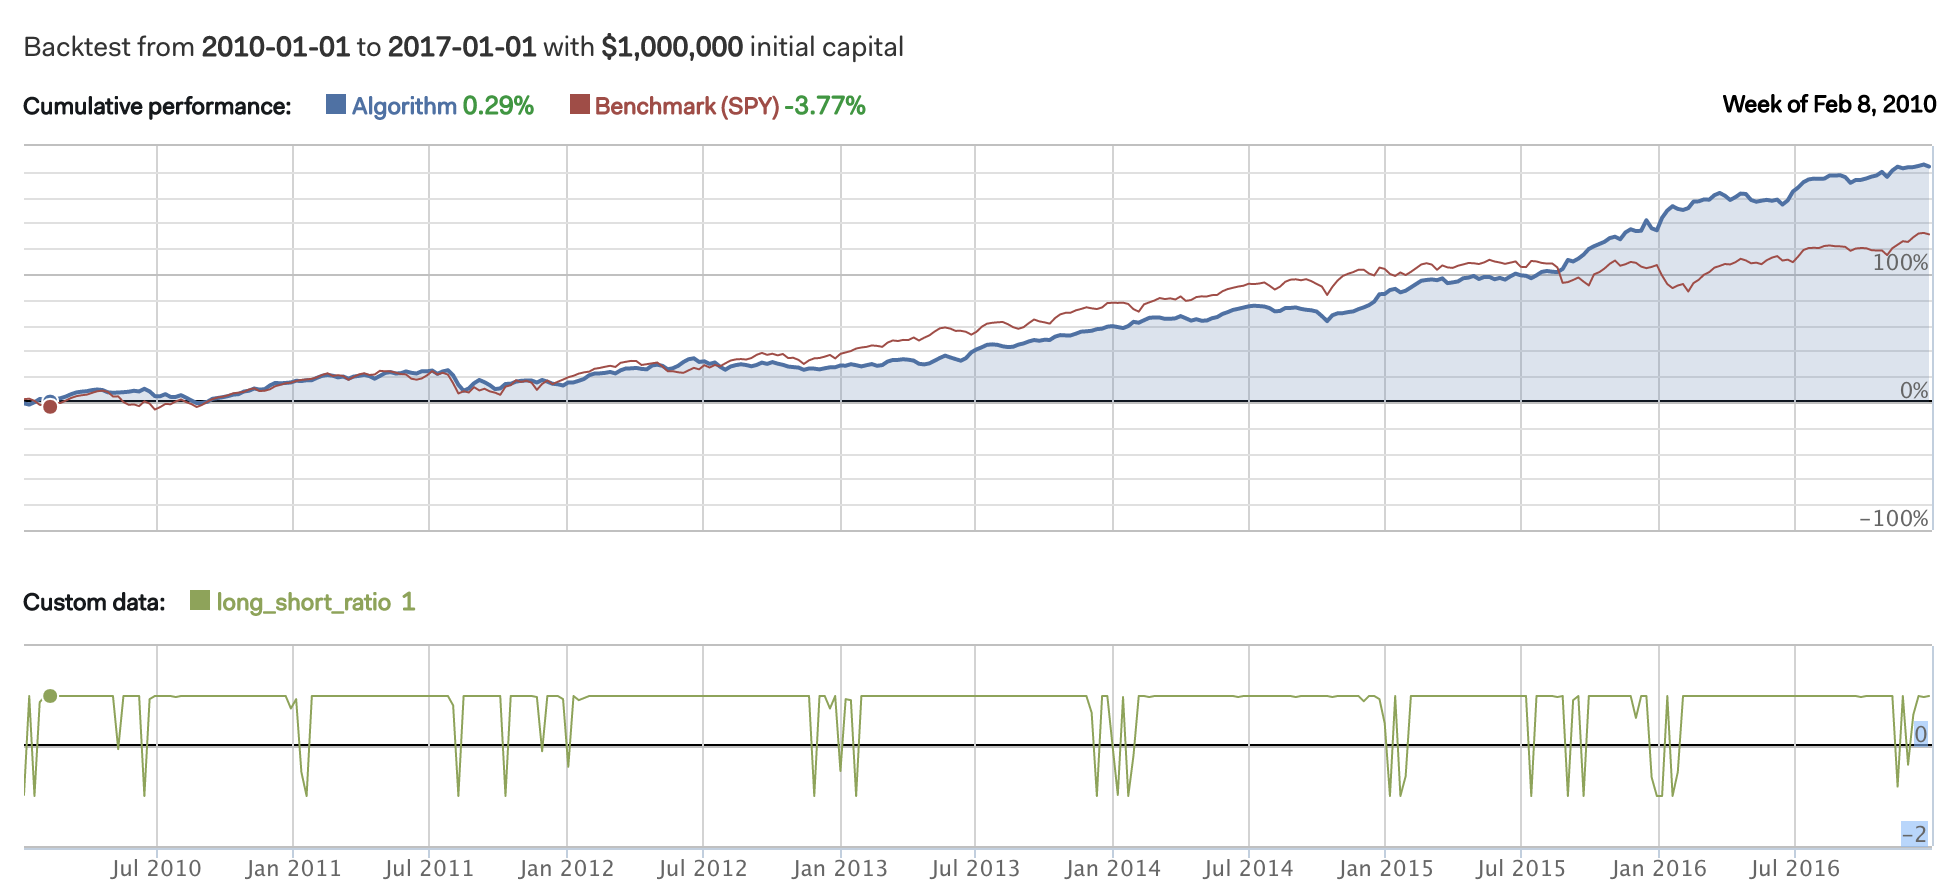 Backtest from 2010-01-01 to 2017-01-01 with $1,000,000 initial capital
Cumulative performance: Algorithm 0.29% Benchmark (SPY) -3.77% Week of Feb 8, 2010
100%
0%
−100%
Custom data: long_short_ratio 1
0
−2
Jul 2010 Jan 2011 Jul 2011 Jan 2012 Jul 2012 Jan 2013 Jul 2013 Jan 2014 Jul 2014 Jan 2015 Jul 2015 Jan 2016 Jul 2016